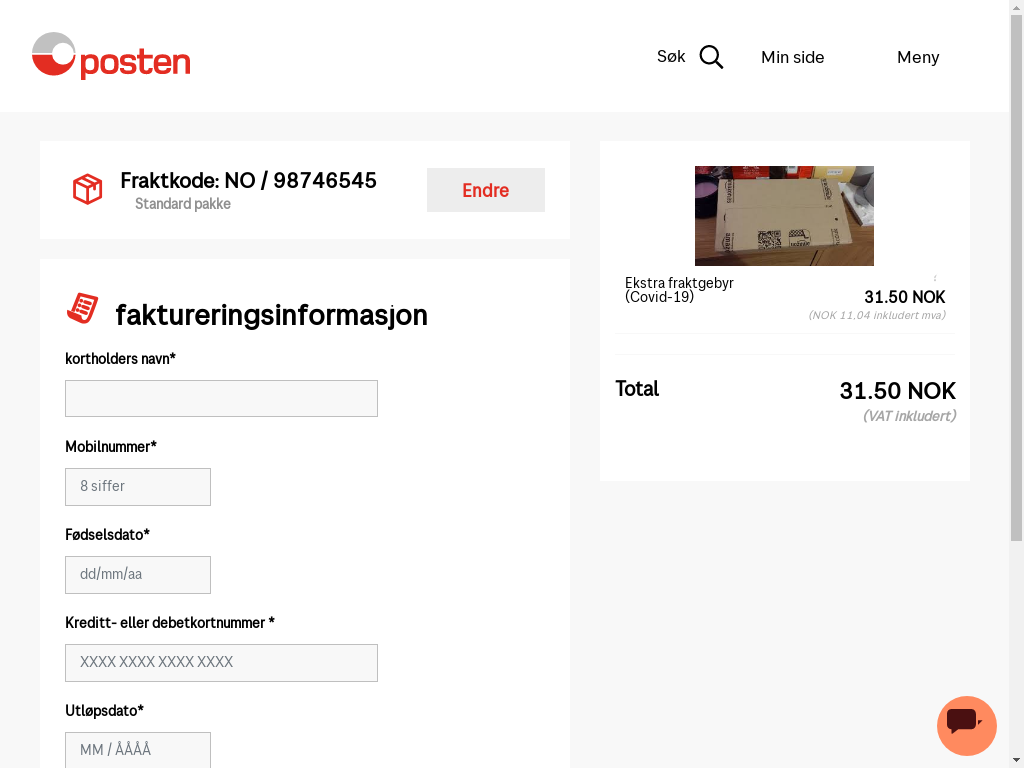 posten
Søk
Min side
Meny
Fraktkode: NO / 98746545
Standard pakke
Endre
faktureringsinformasjon
kortholders navn*
Mobilnummer*
8 siffer
Fødselsdato*
dd/mm/aa
Kreditt- eller debetkortnummer *
XXXX XXXX XXXX XXXX
Utløpsdato*
MM / ÅÅÅÅ
Ekstra fraktgebyr
(Covid-19)
31.50 NOK
(NOK 11,04 inkludert mva)
Total
31.50 NOK
(VAT Inkludert)